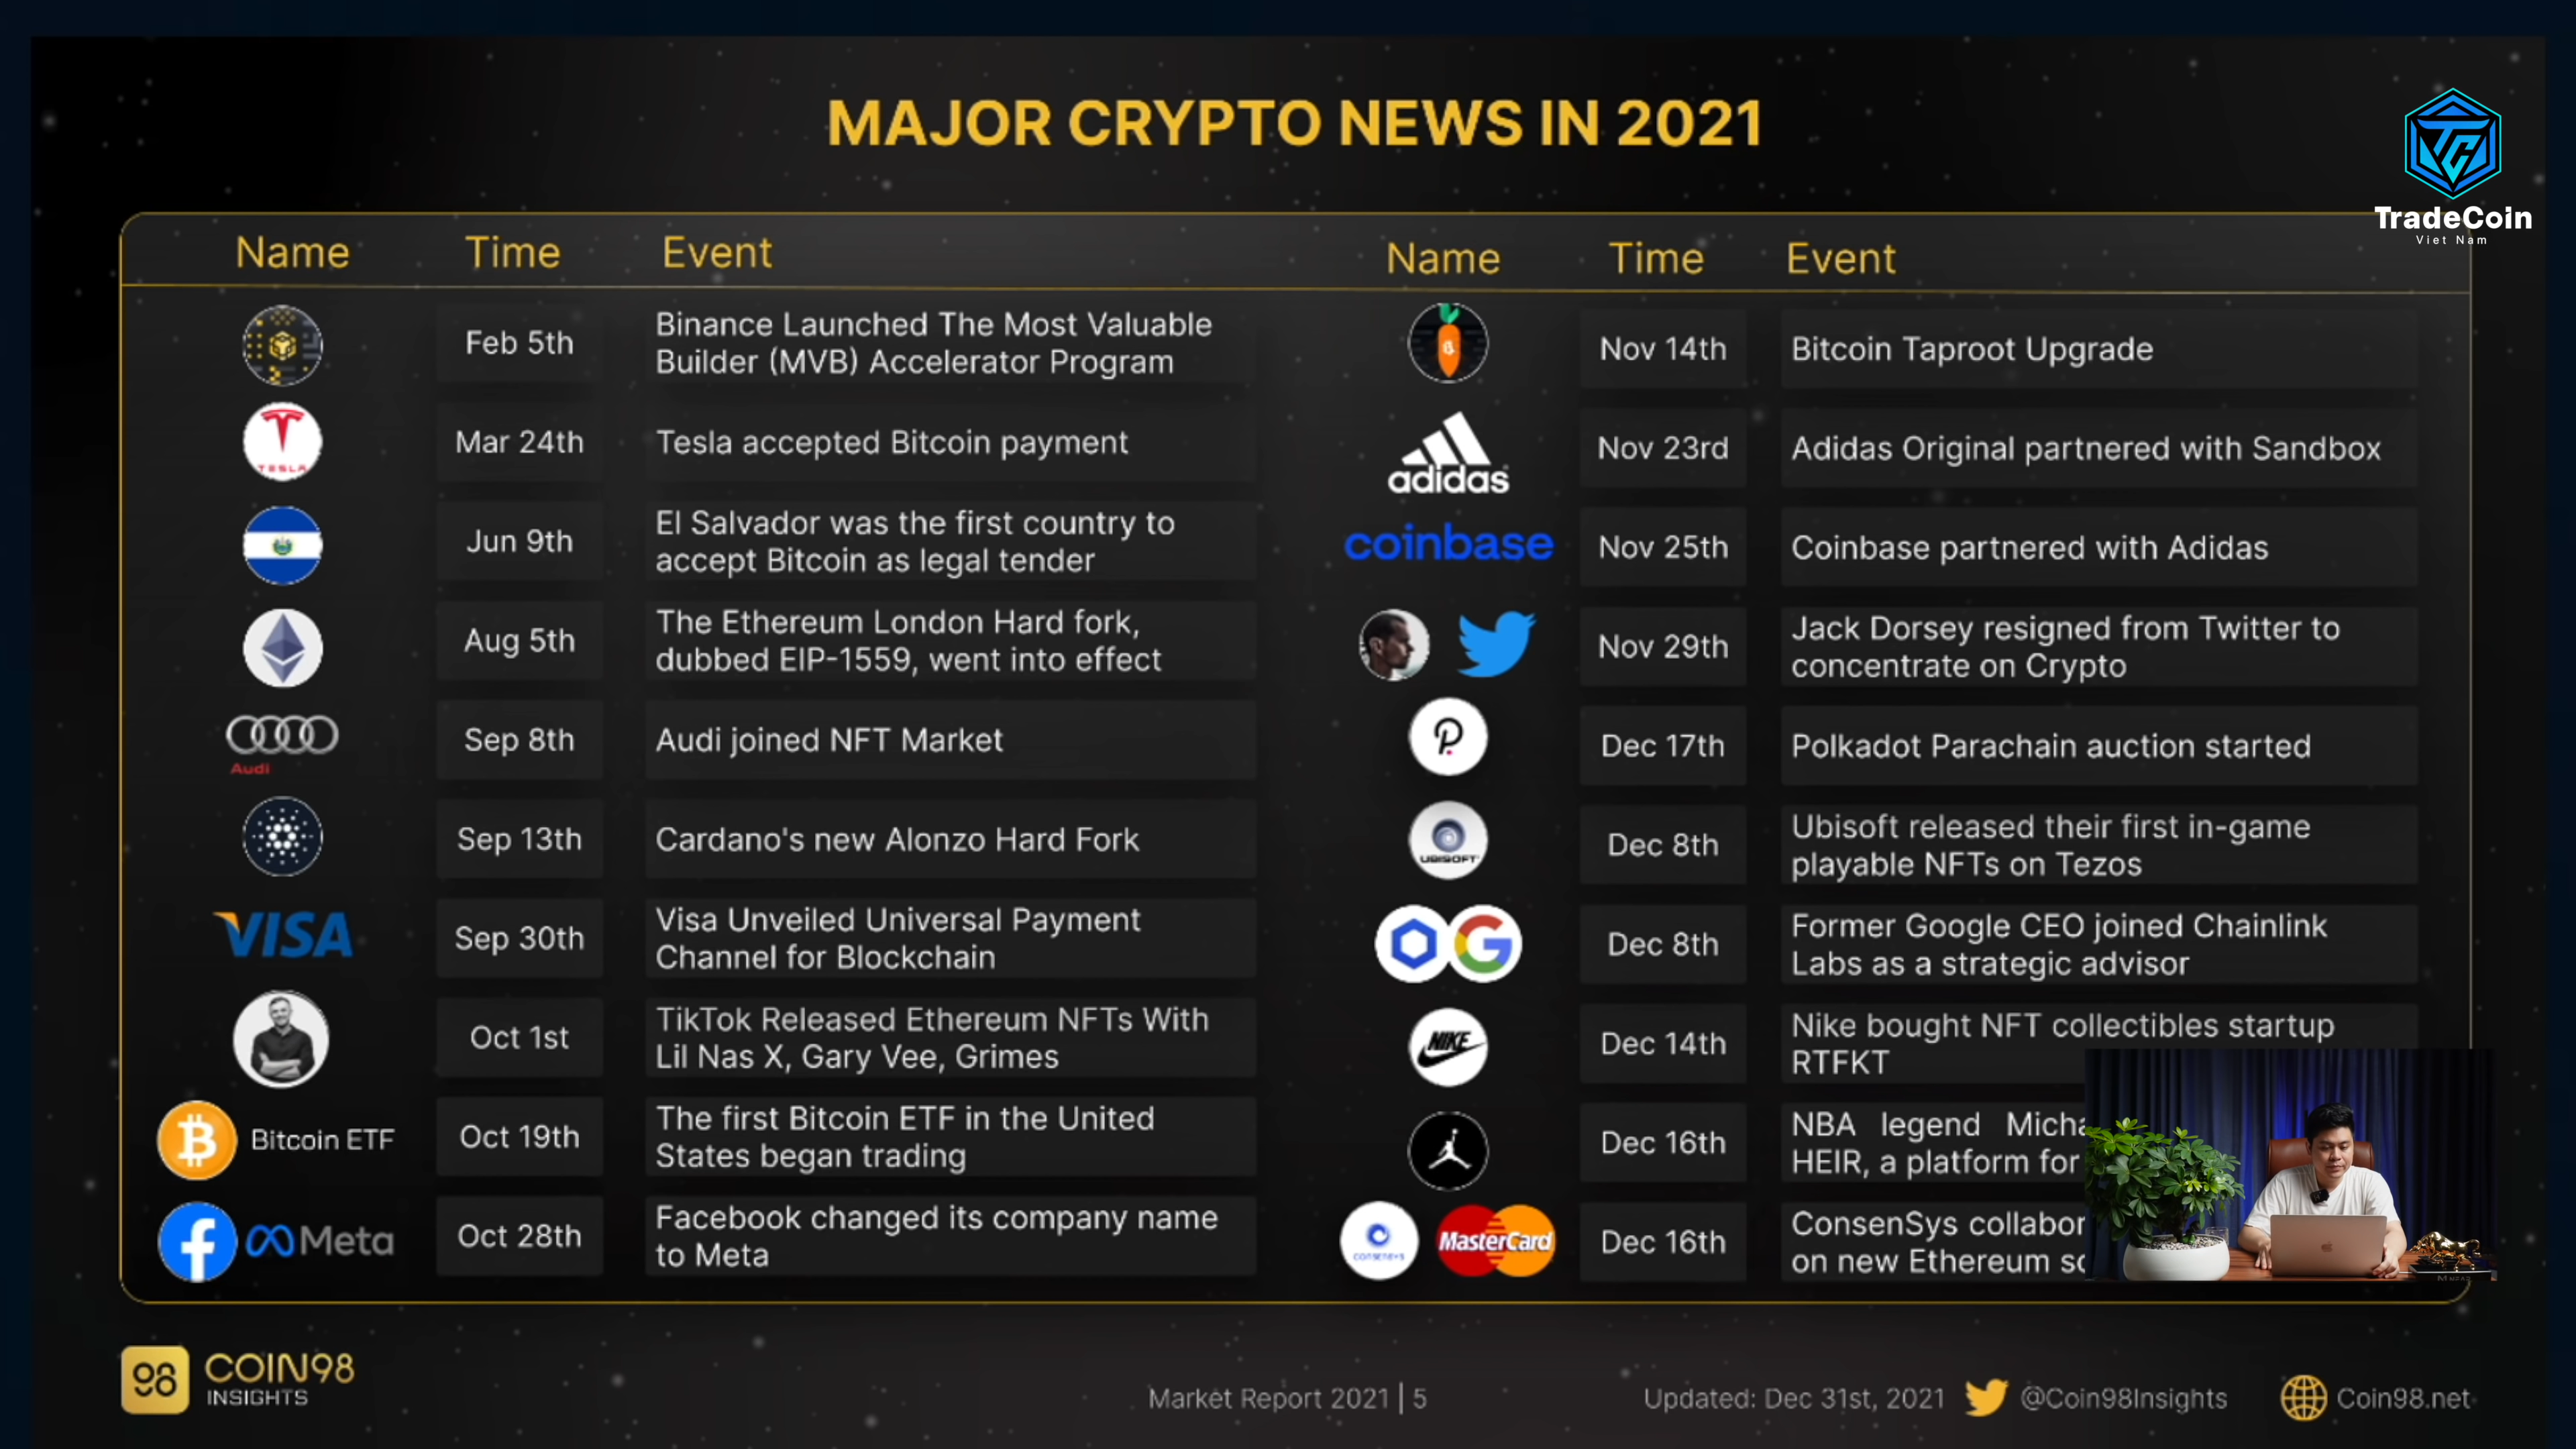 MAJOR CRYPTO NEWS IN 2021
TradeCoin
Viet Nam
Name Time Event
Feb 5th
Binance Launched The Most Valuable
Builder (MVB) Accelerator Program
TESLA
Mar 24th
Tesla accepted Bitcoin payment
Jun 9th
El Salvador was the first country to
accept Bitcoin as legal tender
Aug 5th
The Ethereum London Hard fork,
dubbed EIP-1559, went into effect
Audi
Sep 8th
Audi joined NFT Market
Sep 13th
Cardano's new Alonzo Hard Fork
VISA
Sep 30th
Visa Unveiled Universal Payment
Channel for Blockchain
Oct 1st
TikTok Released Ethereum NFTs With
Lil Nas X, Gary Vee, Grimes
Bitcoin ETF
Oct 19th
The first Bitcoin ETF in the United
States began trading
Meta
Oct 28th
Facebook changed its company name
to Meta
Name Time Event
Nov 14th
Bitcoin Taproot Upgrade
adidas
Nov 23rd
Adidas Original partnered with Sandbox
coinbase
Nov 25th
Coinbase partnered with Adidas
Nov 29th
Jack Dorsey resigned from Twitter to
concentrate on Crypto
Dec 17th
Polkadot Parachain auction started
UBISOFT
Dec 8th
Ubisoft released their first in-game
playable NFTs on Tezos
Dec 8th
Former Google CEO joined Chainlink
Labs as a strategic advisor
NIKE
Dec 14th
Nike bought NFT collectibles startup
RTFKT
Dec 16th
NBA legend
HEIR, a platform for
CONSENSYS
MasterCard
Dec 16th
ConsenSys
on new Ethereum
98 COIN98
INSIGHTS
Market Report 2021 | 5
Updated: Dec 31st, 2021
@Coin98Insights
Coin98.net